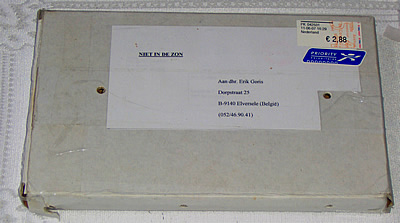 NIET IN DE ZON
Aan dhr. Erik Goris
Dorpstraat 25
B-9140 Elversele (België)
(052/46.90.41)
Nederland
€ 2,88
PRIORITY